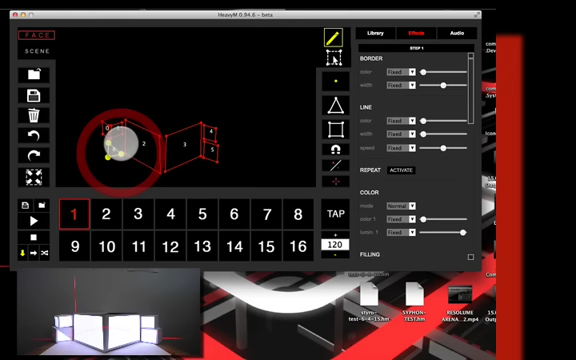 HeavyM 0.94.6 - beta
FACE
SCENE
Library
Effects
Audio
STEP 1
BORDER
color
Fixed
width
Fixed
LINE
color
Fixed
width
Fixed
speed
Fixed
REPEAT
ACTIVATE
COLOR
mode
Normal
color 1
Fixed
lumin. 1
Fixed
FILLING
0
2
3
4
5
1
2
3
4
5
6
7
8
TAP
9
10
11
12
13
14
15
16
120
SYPHON-
TEST.hm
RESOLUME
ARENA...2.mp4